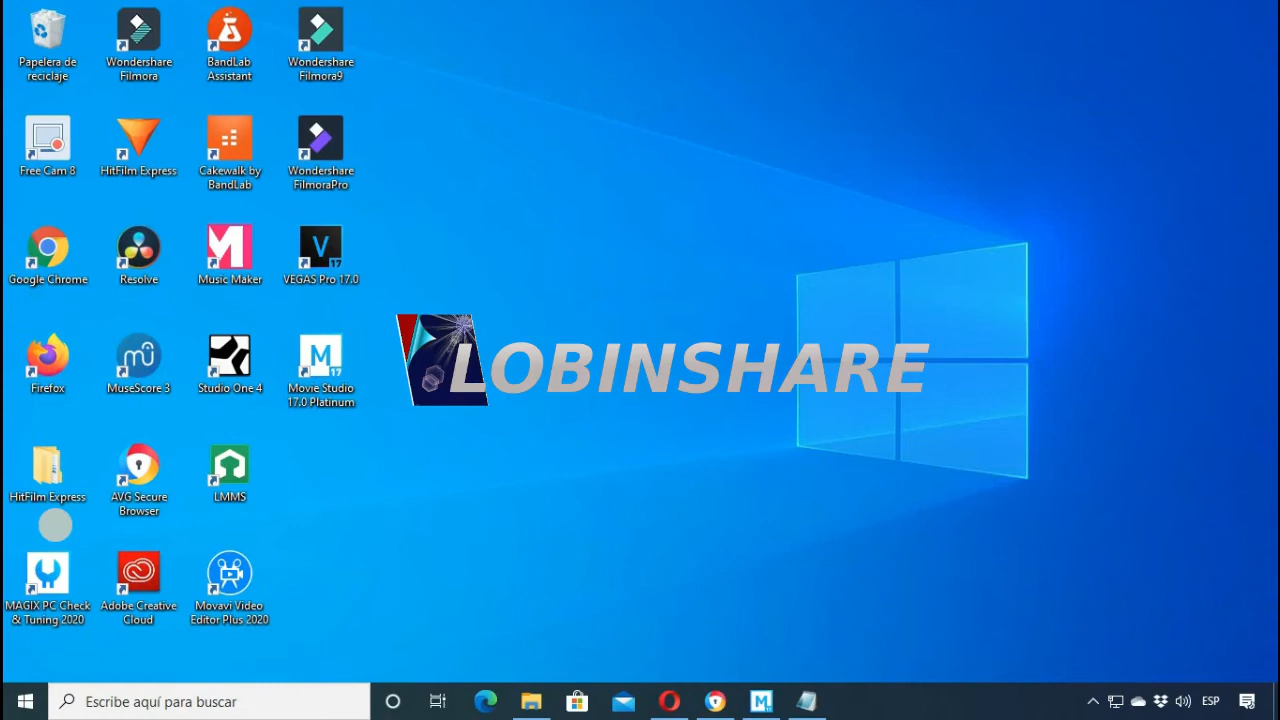 Papelera de
reciclaje
Wondershare
Filmora
BandLab
Assistant
Wondershare
Filmora9
Free Cam 8
HitFilm Express
Cakewalk by
BandLab
Wondershare
FilmoraPro
Google Chrome
Resolve
Music Maker
V
17
VEGAS Pro 17.0
Firefox
MuseScore 3
Studio One 4
M
17
Movie Studio
17.0 Platinum
LOBINSHARE
HitFilm Express
AVG Secure
Browser
LMMS
MAGIX PC Check
& Tuning 2020
Adobe Creative
Cloud
Movavi Video
Editor Plus 2020
Escribe aquí para buscar
ESP